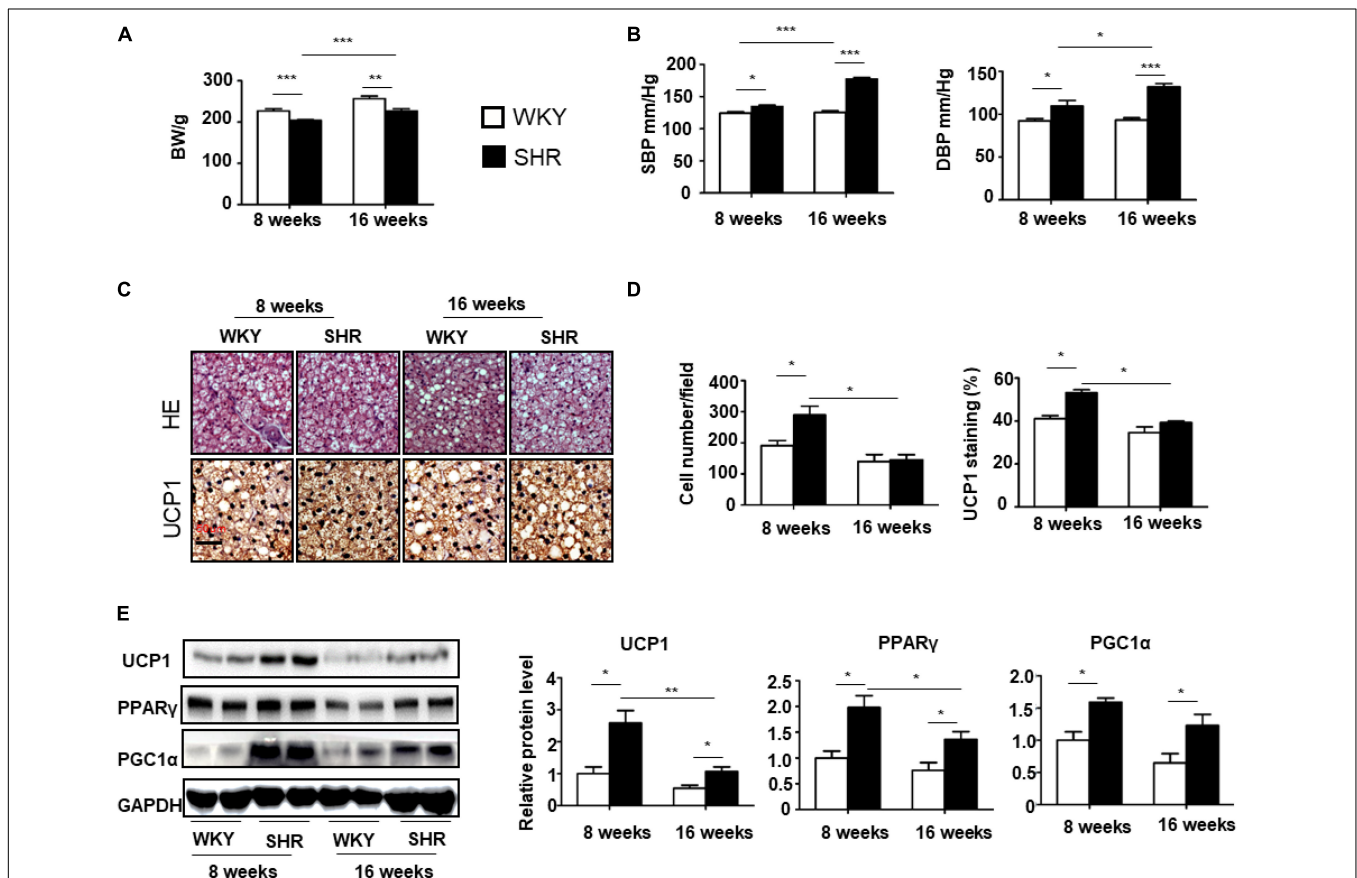 A
***
***
**
300
200
100
0
BW/g
8 weeks
16 weeks
WKY
SHR
B
***
*
***
200
150
100
50
0
SBP mm/Hg
8 weeks
16 weeks
*
*
***
150
100
50
0
DBP mm/Hg
8 weeks
16 weeks
C
8 weeks
16 weeks
WKY
SHR
WKY
SHR
HE
UCP1
D
*
*
400
300
200
100
0
Cell number/field
8 weeks
16 weeks
*
*
60
40
20
0
UCP1 staining (%)
8 weeks
16 weeks
E
UCP1
PPARγ
PGC1α
GAPDH
WKY
SHR
WKY
SHR
8 weeks
16 weeks
UCP1
*
**
*
4
3
2
1
0
Relative protein level
8 weeks
16 weeks
PPARγ
*
*
*
2.5
2.0
1.5
1.0
0.5
0
8 weeks
16 weeks
PGC1α
*
*
2.0
1.5
1.0
0.5
0
8 weeks
16 weeks